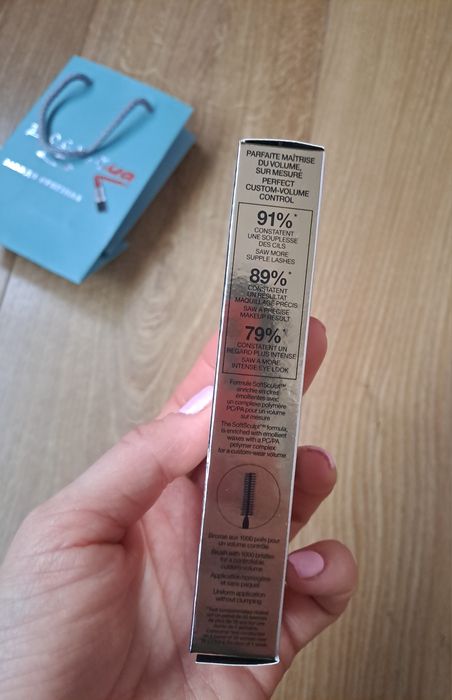 PARFAITE MAÎTRISE
DU VOLUME,
SUR MESURE
PERFECT
CUSTOM-VOLUME
CONTROL
91%*
CONSTATENT
UNE SOUPLESSE
DES CILS
SAW MORE
SUPPLE LASHES
89%*
CONSTATENT
UN RÉSULTAT
MAQUILLAGE PRÉCIS
SAW A PRECISE
MAKEUP RESULT
79%*
CONSTATENT UN
REGARD PLUS INTENSE
SAW A MORE
INTENSE EYE LOOK
Formule SoftSculpt™
enrichie en cires
émollientes avec
un complexe polymère
PC/PA pour un volume
sur mesure
The SoftSculpt™ formula
is enriched with emollient
waxes with a PC/PA
polymer complex
for a custom-wear volume
Brosse aux 1000 poils pour
un volume contrôlé
Brush with 1000 bristles
for a controllable
custom-volume
Application homogène
et sans paquet
Uniform application
without clumping